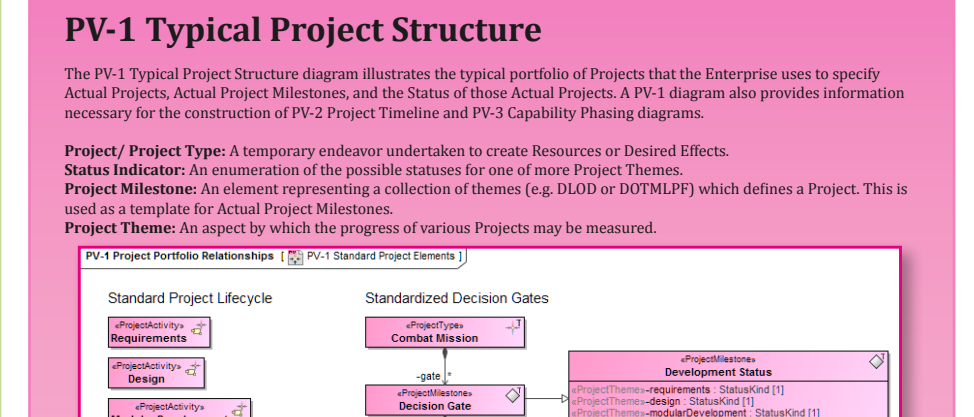 PV-1 Typical Project Structure
The PV-1 Typical Project Structure diagram illustrates the typical portfolio of Projects that the Enterprise uses to specify
Actual Projects, Actual Project Milestones, and the Status of those Actual Projects. A PV-1 diagram also provides information
necessary for the construction of PV-2 Project Timeline and PV-3 Capability Phasing diagrams.
Project/ Project Type: A temporary endeavor undertaken to create Resources or Desired Effects.
Status Indicator: An enumeration of the possible statuses for one of more Project Themes.
Project Milestone: An element representing a collection of themes (e.g. DLOD or DOTMLPF) which defines a Project. This is
used as a template for Actual Project Milestones.
Project Theme: An aspect by which the progress of various Projects may be measured.
PV-1 Project Portfolio Relationships [ PV-1 Standard Project Elements ]
Standard Project Lifecycle
Standardized Decision Gates
«ProjectActivity»
Requirements
«ProjectType»
Combat Mission
«ProjectActivity»
Design
-gate *
«ProjectMilestone»
Development Status
«ProjectMilestone»
Decision Gate
«ProjectTheme»-requirements : StatusKind [1]
«ProjectTheme»-design : StatusKind [1]
«ProjectTheme»-modularDevelopment : StatusKind [1]
«ProjectActivity»